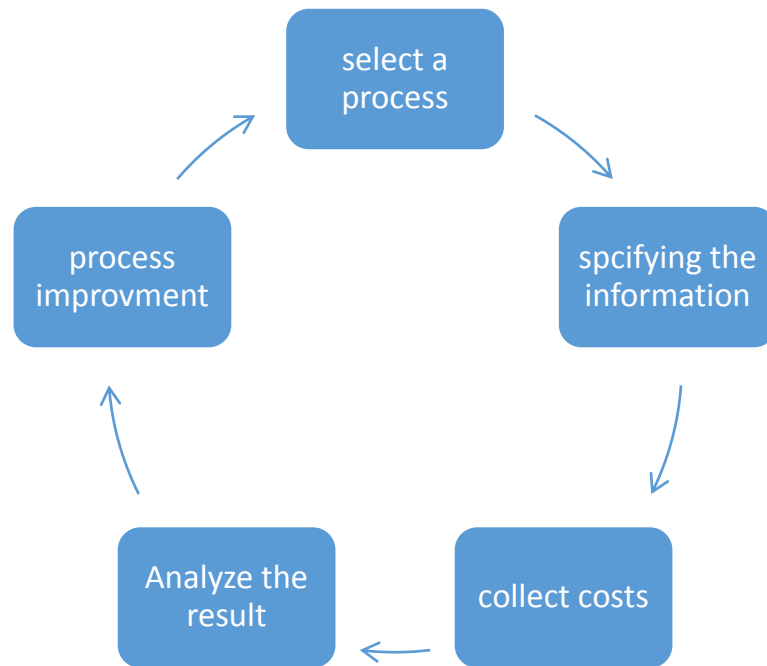 select a
process
spcifying the
information
collect costs
Analyze the
result
process
improvment